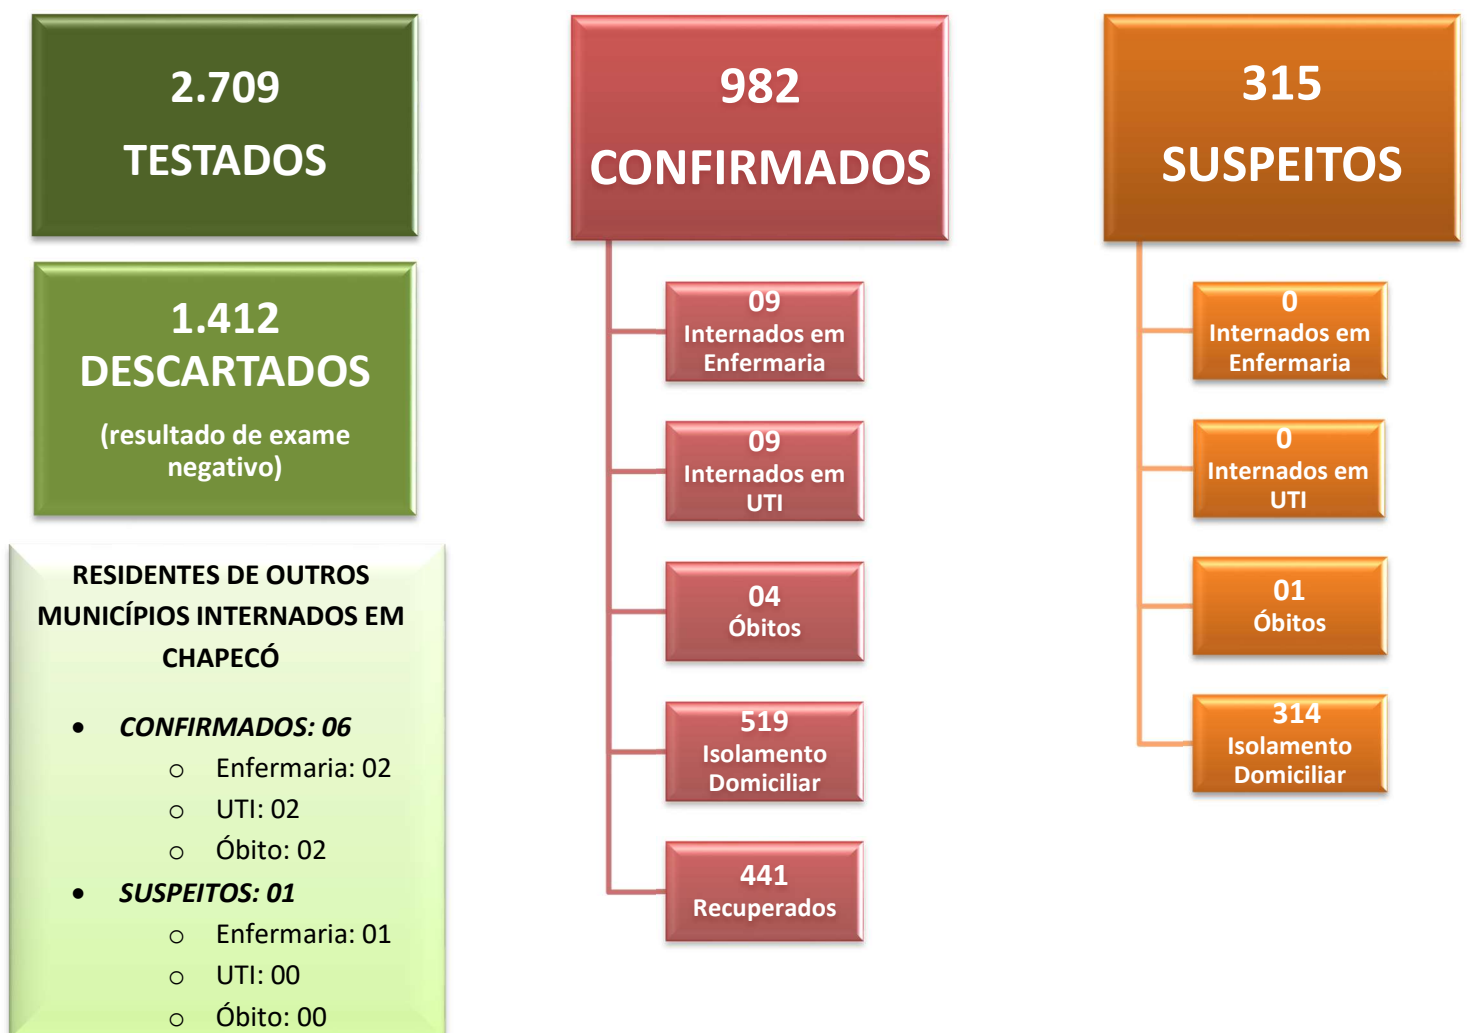 2.709
TESTADOS
1.412
DESCARTADOS
(resultado de exame
negativo)
RESIDENTES DE OUTROS
MUNICÍPIOS INTERNADOS EM
CHAPECÓ
• CONFIRMADOS: 06
o Enfermaria: 02
o UTI: 02
o Óbito: 02
• SUSPEITOS: 01
o Enfermaria: 01
o UTI: 00
o Óbito: 00
982
CONFIRMADOS
09
Internados em
Enfermaria
09
Internados em
UTI
04
Óbitos
519
Isolamento
Domiciliar
441
Recuperados
315
SUSPEITOS
0
Internados em
Enfermaria
0
Internados em
UTI
01
Óbitos
314
Isolamento
Domiciliar